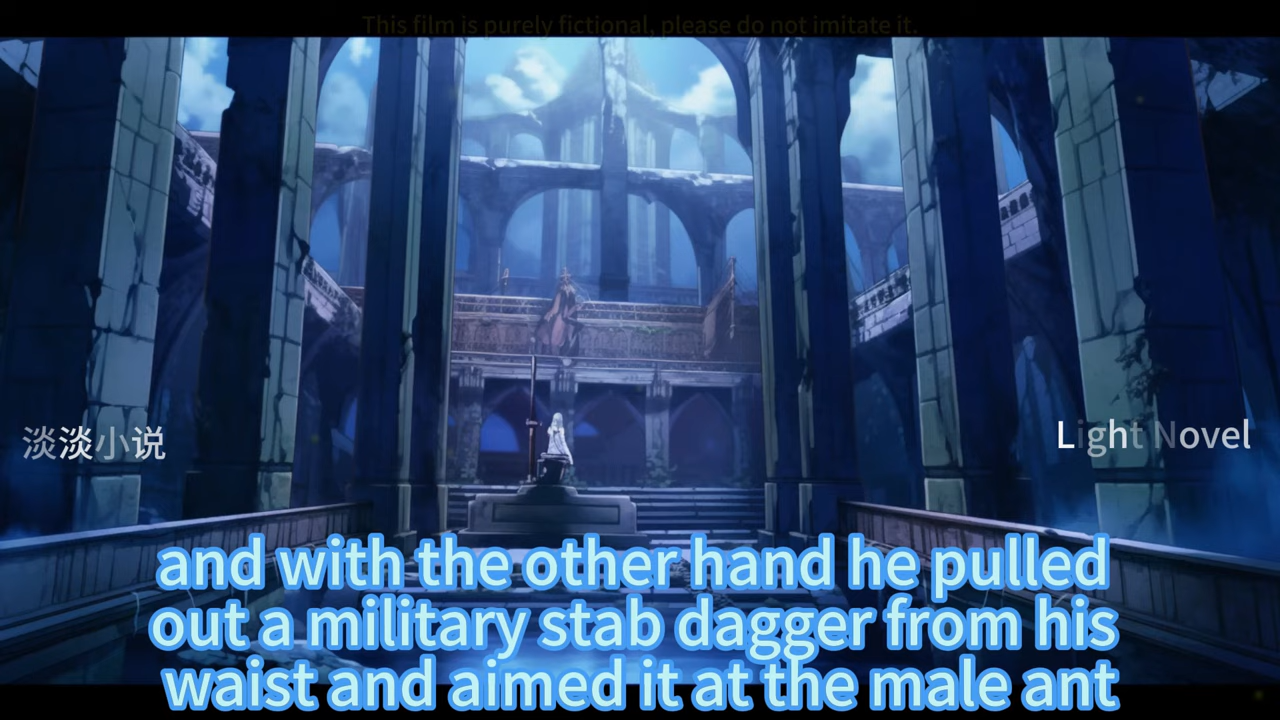 This film is purely fictional, please do not imitate it.
淡淡小说
Light Novel
and with the other hand he pulled
out a military stab dagger from his
waist and aimed it at the male ant